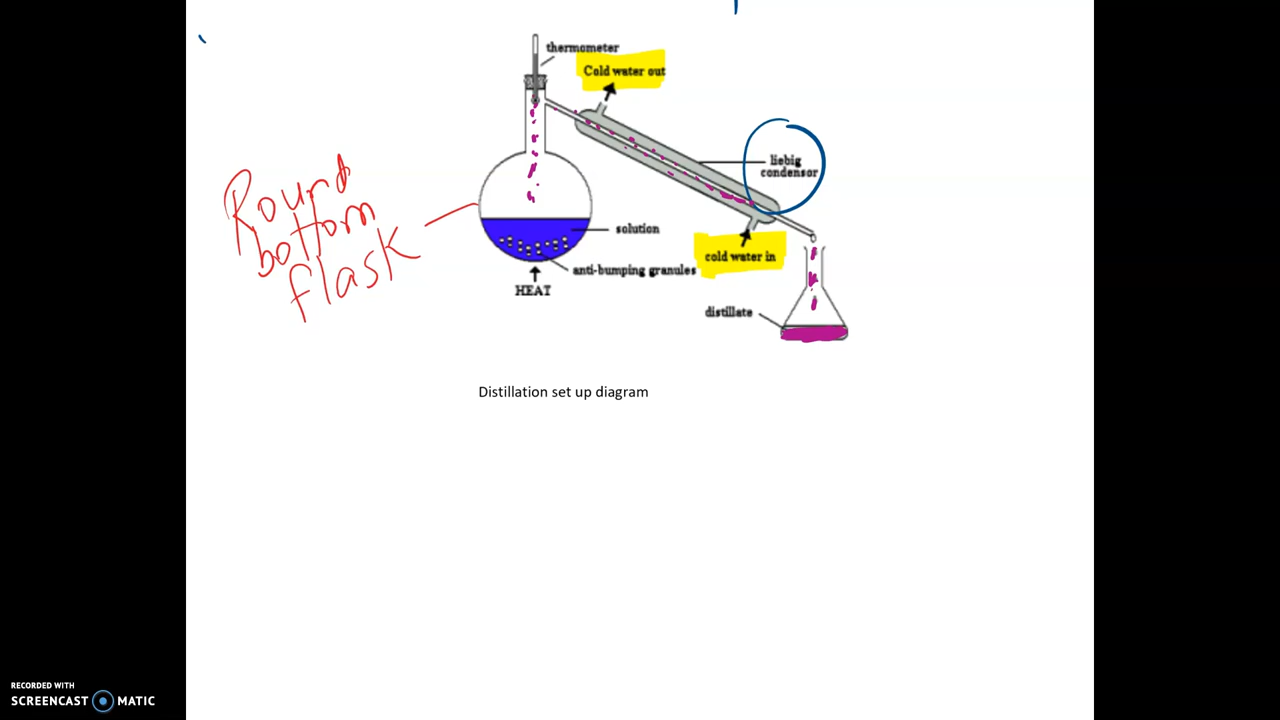 thermometer
Cold water out
liebig
condensor
Round
bottom
flask
solution
cold water in
anti-bumping granules
HEAT
distillate
Distillation set up diagram
RECORDED WITH
SCREENCAST MATIC